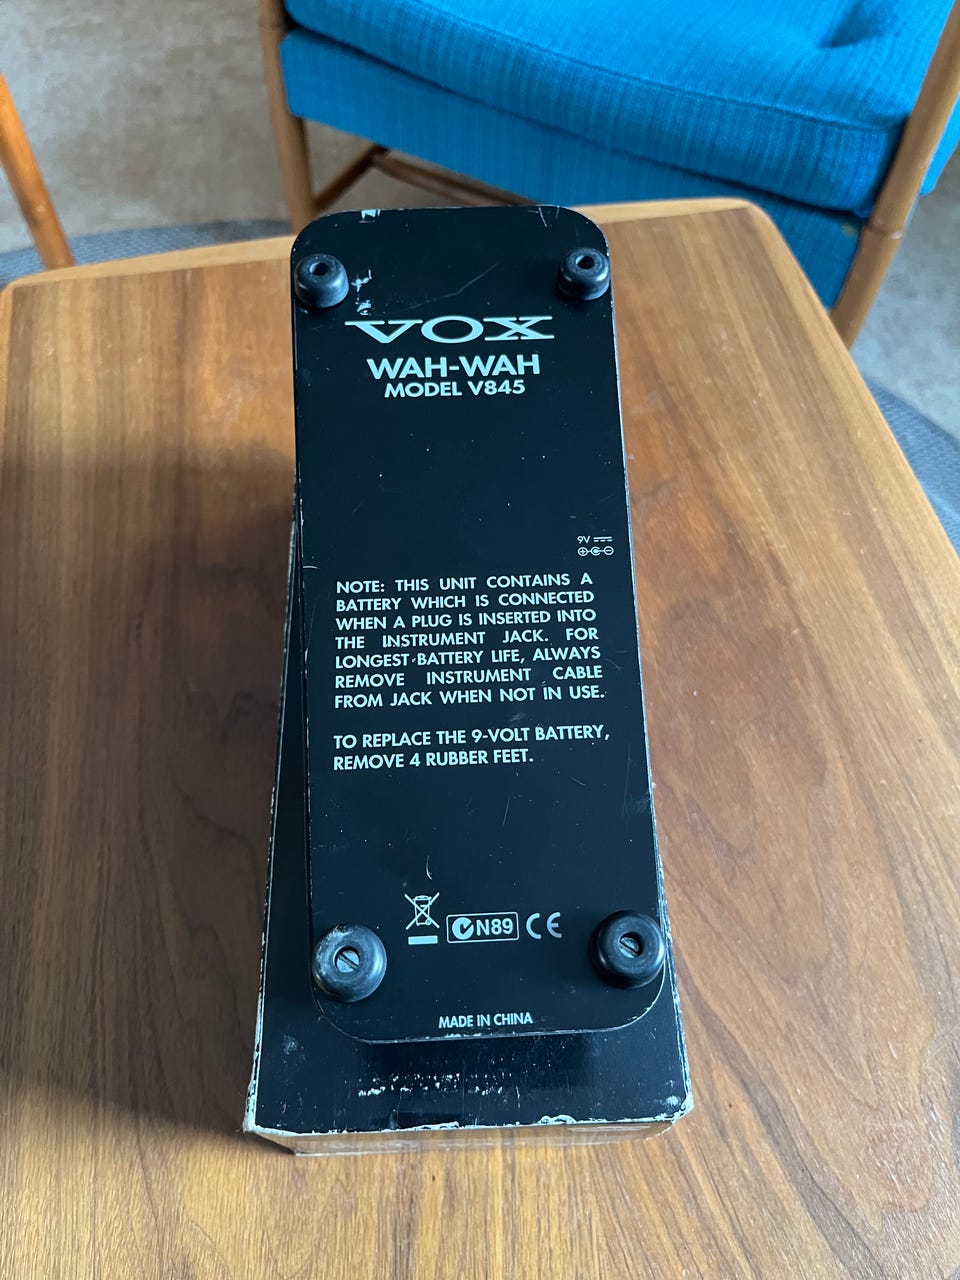 VOX
WAH-WAH
MODEL V845
9V
NOTE: THIS UNIT CONTAINS A
BATTERY WHICH IS CONNECTED
WHEN A PLUG IS INSERTED INTO
THE INSTRUMENT JACK. FOR
LONGEST BATTERY LIFE, ALWAYS
REMOVE INSTRUMENT CABLE
FROM JACK WHEN NOT IN USE.
TO REPLACE THE 9-VOLT BATTERY,
REMOVE 4 RUBBER FEET.
N89 CE
MADE IN CHINA